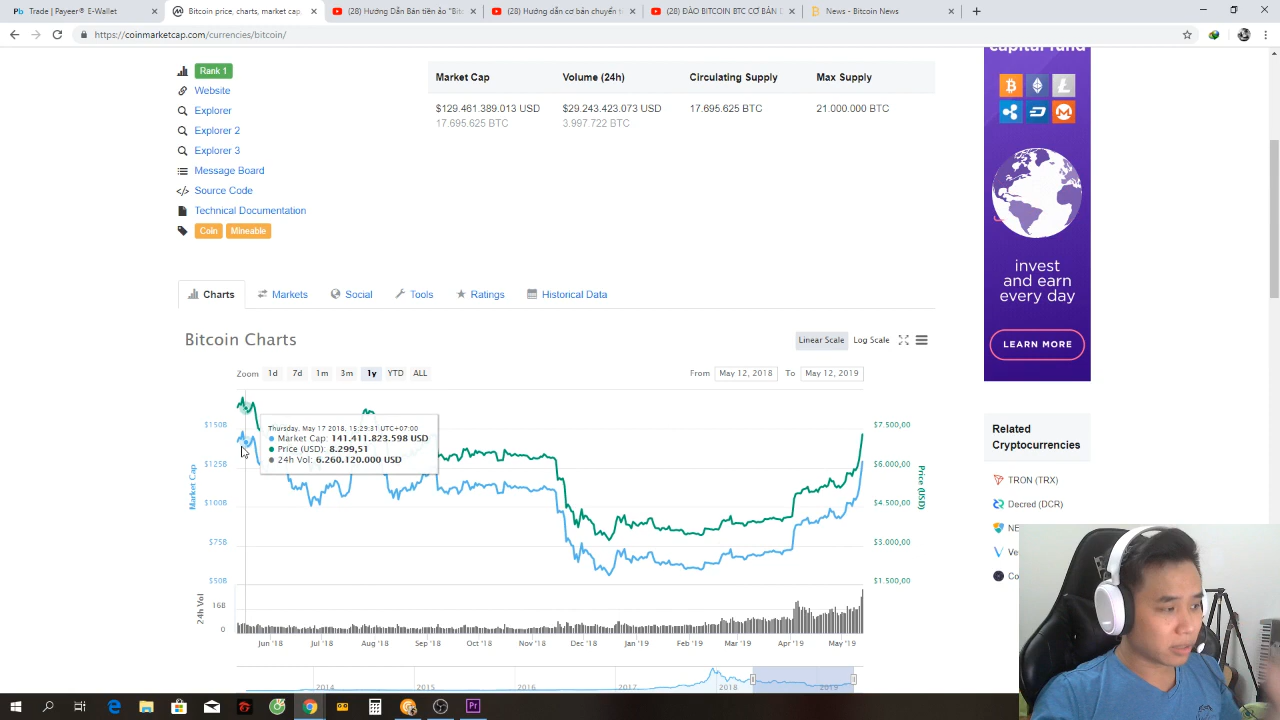 Trade | Payeer® E-Wallet
Bitcoin price, charts, market cap,
(28) Hướng Dẫn Bán tiền ảo "Bit
(28) Hướng dẫn cơ bản chuyển t
(28) ĐÀO BITCOIN BTC CƠ BẢN D
News - Bitcoin News
https://coinmarketcap.com/currencies/bitcoin/
capital fund
Rank 1
Website
Explorer
Explorer 2
Explorer 3
Message Board
Source Code
Technical Documentation
Coin Mineable
Market Cap Volume (24h) Circulating Supply Max Supply
$129.461.389.013 USD $29.243.423.073 USD 17.695.625 BTC 21.000.000 BTC
17.695.625 BTC 3.997.722 BTC
invest
and earn
every day
LEARN MORE
Charts Markets Social Tools Ratings Historical Data
Bitcoin Charts
Linear Scale Log Scale
Zoom 1d 7d 1m 3m 1y YTD ALL
From May 12, 2018 To May 12, 2019
Thursday, May 17 2018, 15:29:31 UTC+07:00
Market Cap: 141.411.823.598 USD
Price (USD): 8.299,51
24h Vol: 6.260.120.000 USD
$150B
$125B
$100B
$75B
$50B
Market Cap
16B
0
24h Vol
$7.500,00
$6.000,00
$4.500,00
$3.000,00
$1.500,00
Price (USD)
Jun '18 Jul '18 Aug '18 Sep '18 Oct '18 Nov '18 Dec '18 Jan '19 Feb '19 Mar '19 Apr '19 May '19
2014 2015 2016 2017 2018 2019
Related
Cryptocurrencies
TRON (TRX)
Decred (DCR)
NE
Ve
Co